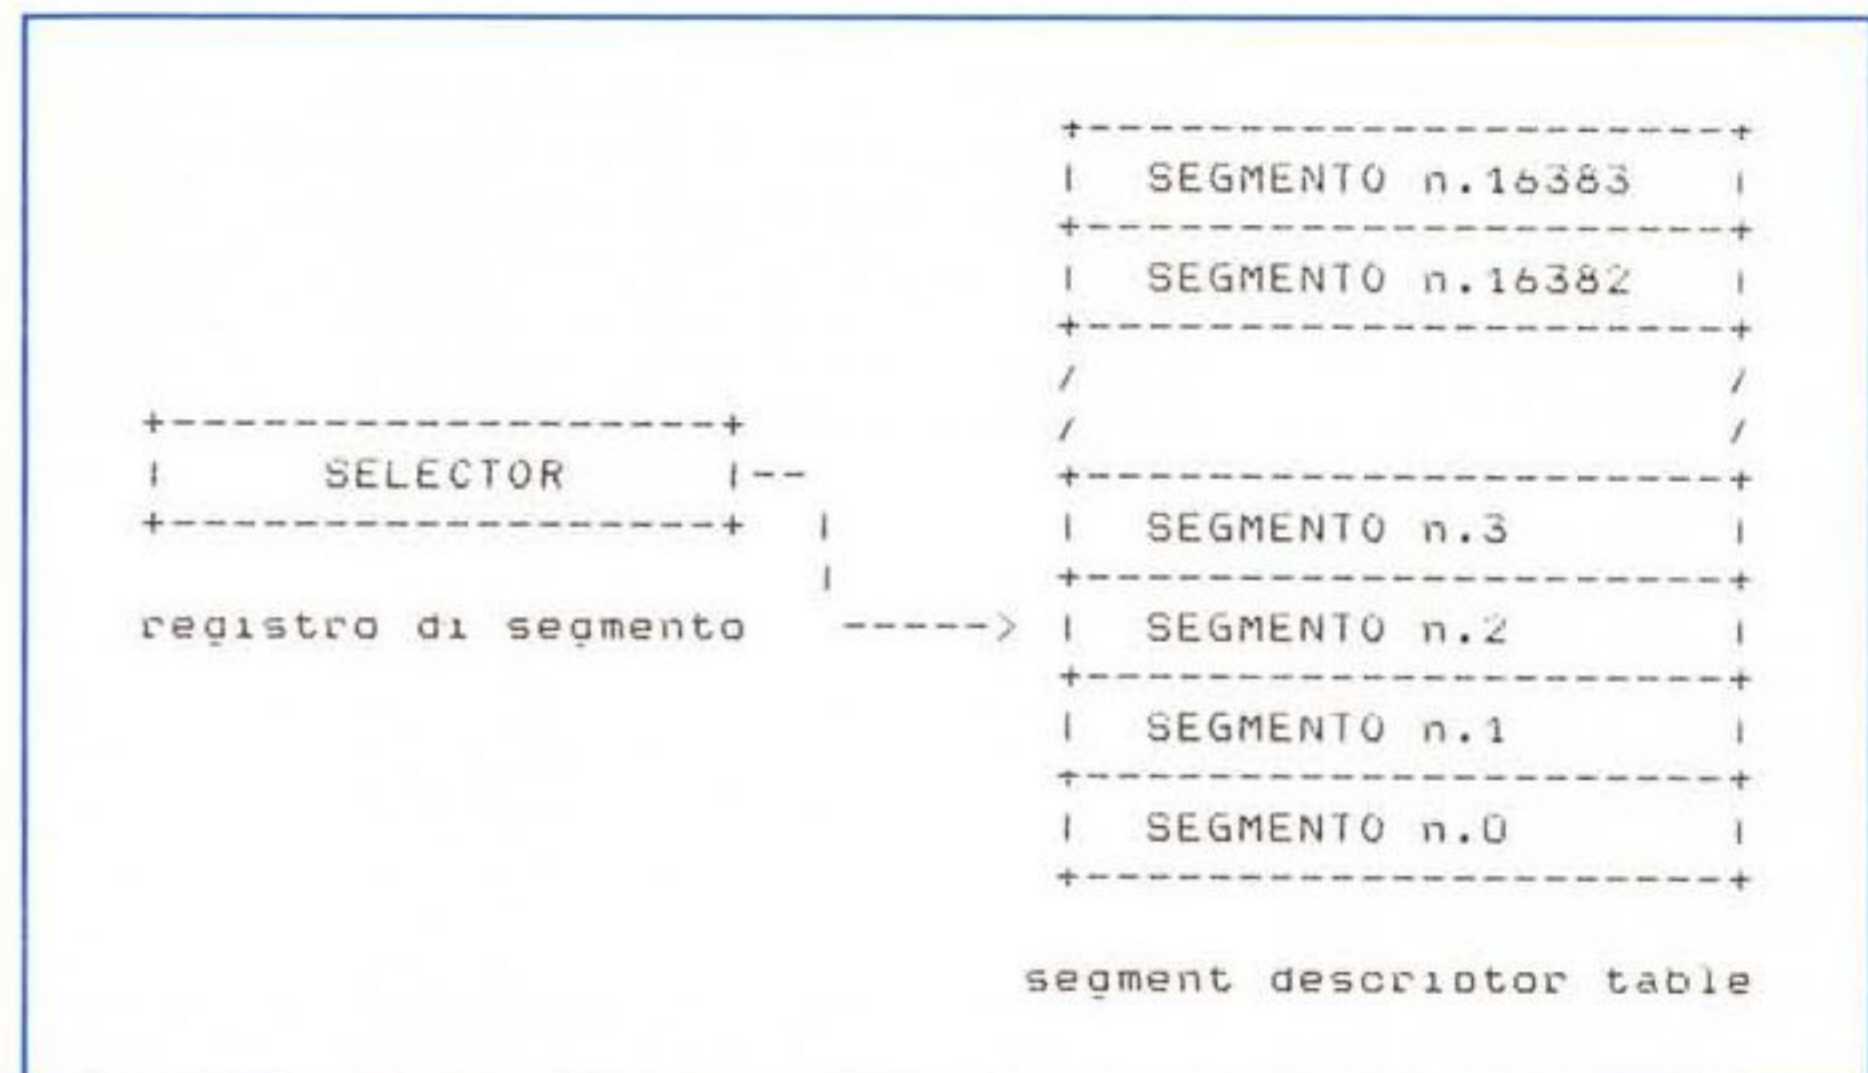 SEGMENTO n.16383
SEGMENTO n.16382
SELECTOR
SEGMENTO n.3
registro di segmento
SEGMENTO n.2
SEGMENTO n.1
SEGMENTO n.0
segment descriptor table